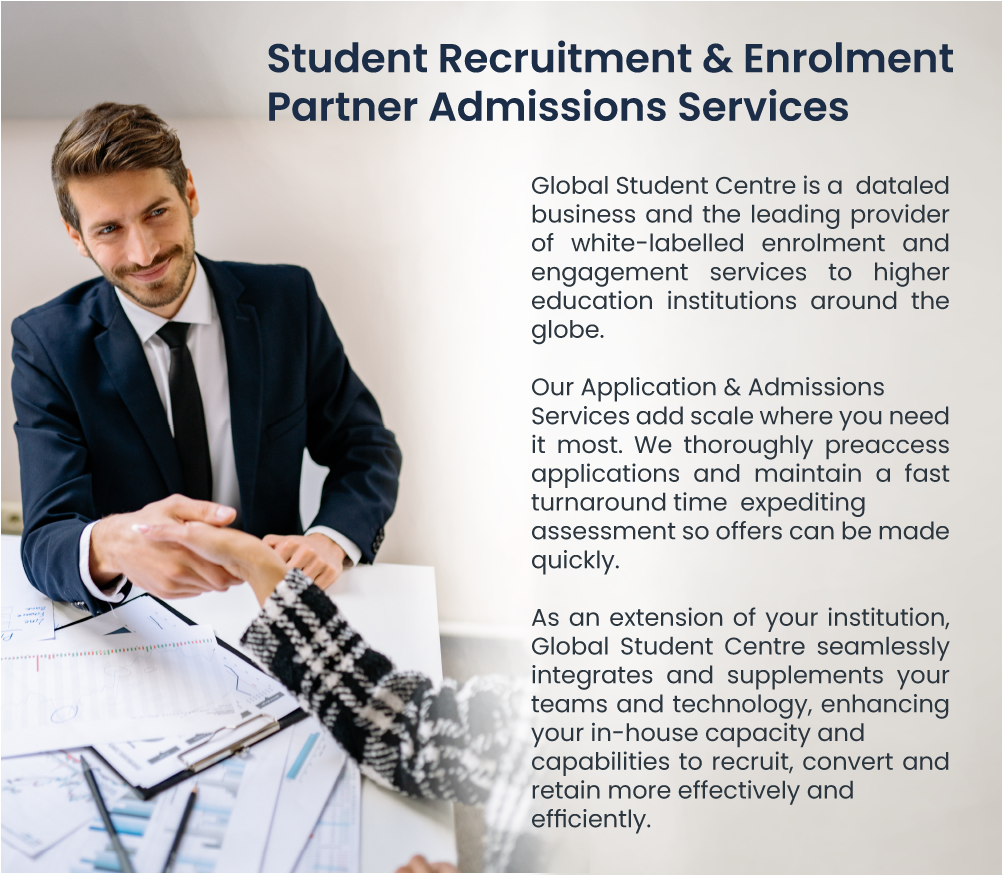 Student Recruitment & Enrolment
Partner Admissions Services
Global Student Centre is a dataled
business and the leading provider
of white-labelled enrolment and
engagement services to higher
education institutions around the
globe.
Our Application & Admissions
Services add scale where you need
it most. We thoroughly preaccess
applications and maintain a fast
turnaround time expediting
assessment so offers can be made
quickly.
As an extension of your institution,
Global Student Centre seamlessly
integrates and supplements your
teams and technology, enhancing
your in-house capacity and
capabilities to recruit, convert and
retain more effectively and
efficiently.